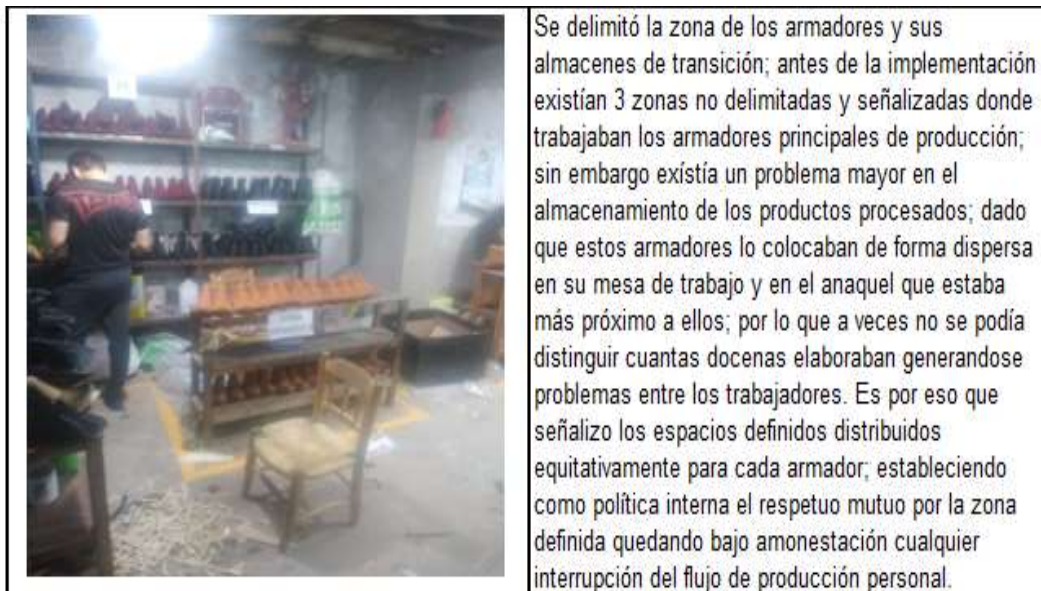 Se delimitó la zona de los armadores y sus
almacenes de transición; antes de la implementación
existían 3 zonas no delimitadas y señalizadas donde
trabajaban los armadores principales de producción;
sin embargo exístía un problema mayor en el
almacenamiento de los productos procesados; dado
que estos armadores lo colocaban de forma dispersa
en su mesa de trabajo y en el anaquel que estaba
más próximo a ellos; por lo que a veces no se podía
distinguir cuantas docenas elaboraban generandose
problemas entre los trabajadores. Es por eso que
señalizo los espacios definidos distribuidos
equitativamente para cada armador; estableciendo
como política interna el respetuo mutuo por la zona
definida quedando bajo amonestación cualquier
interrupción del flujo de producción personal.